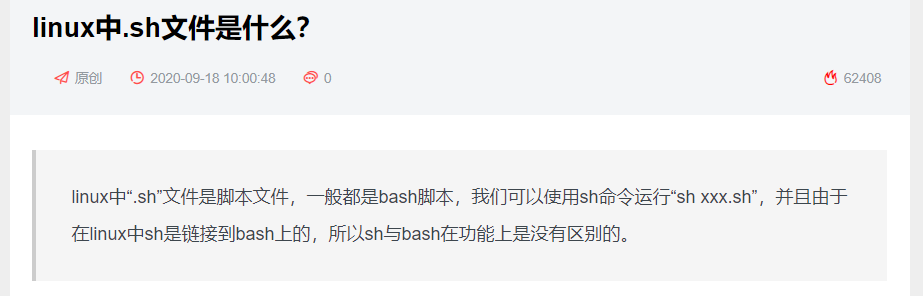 linux中.sh文件是什么?
原创 2020-09-18 10:00:48 0 62408
linux中“.sh”文件是脚本文件，一般都是bash脚本，我们可以使用sh命令运行“sh xxx.sh”，并且由于
在linux中sh是链接到bash上的，所以sh与bash在功能上是没有区别的。